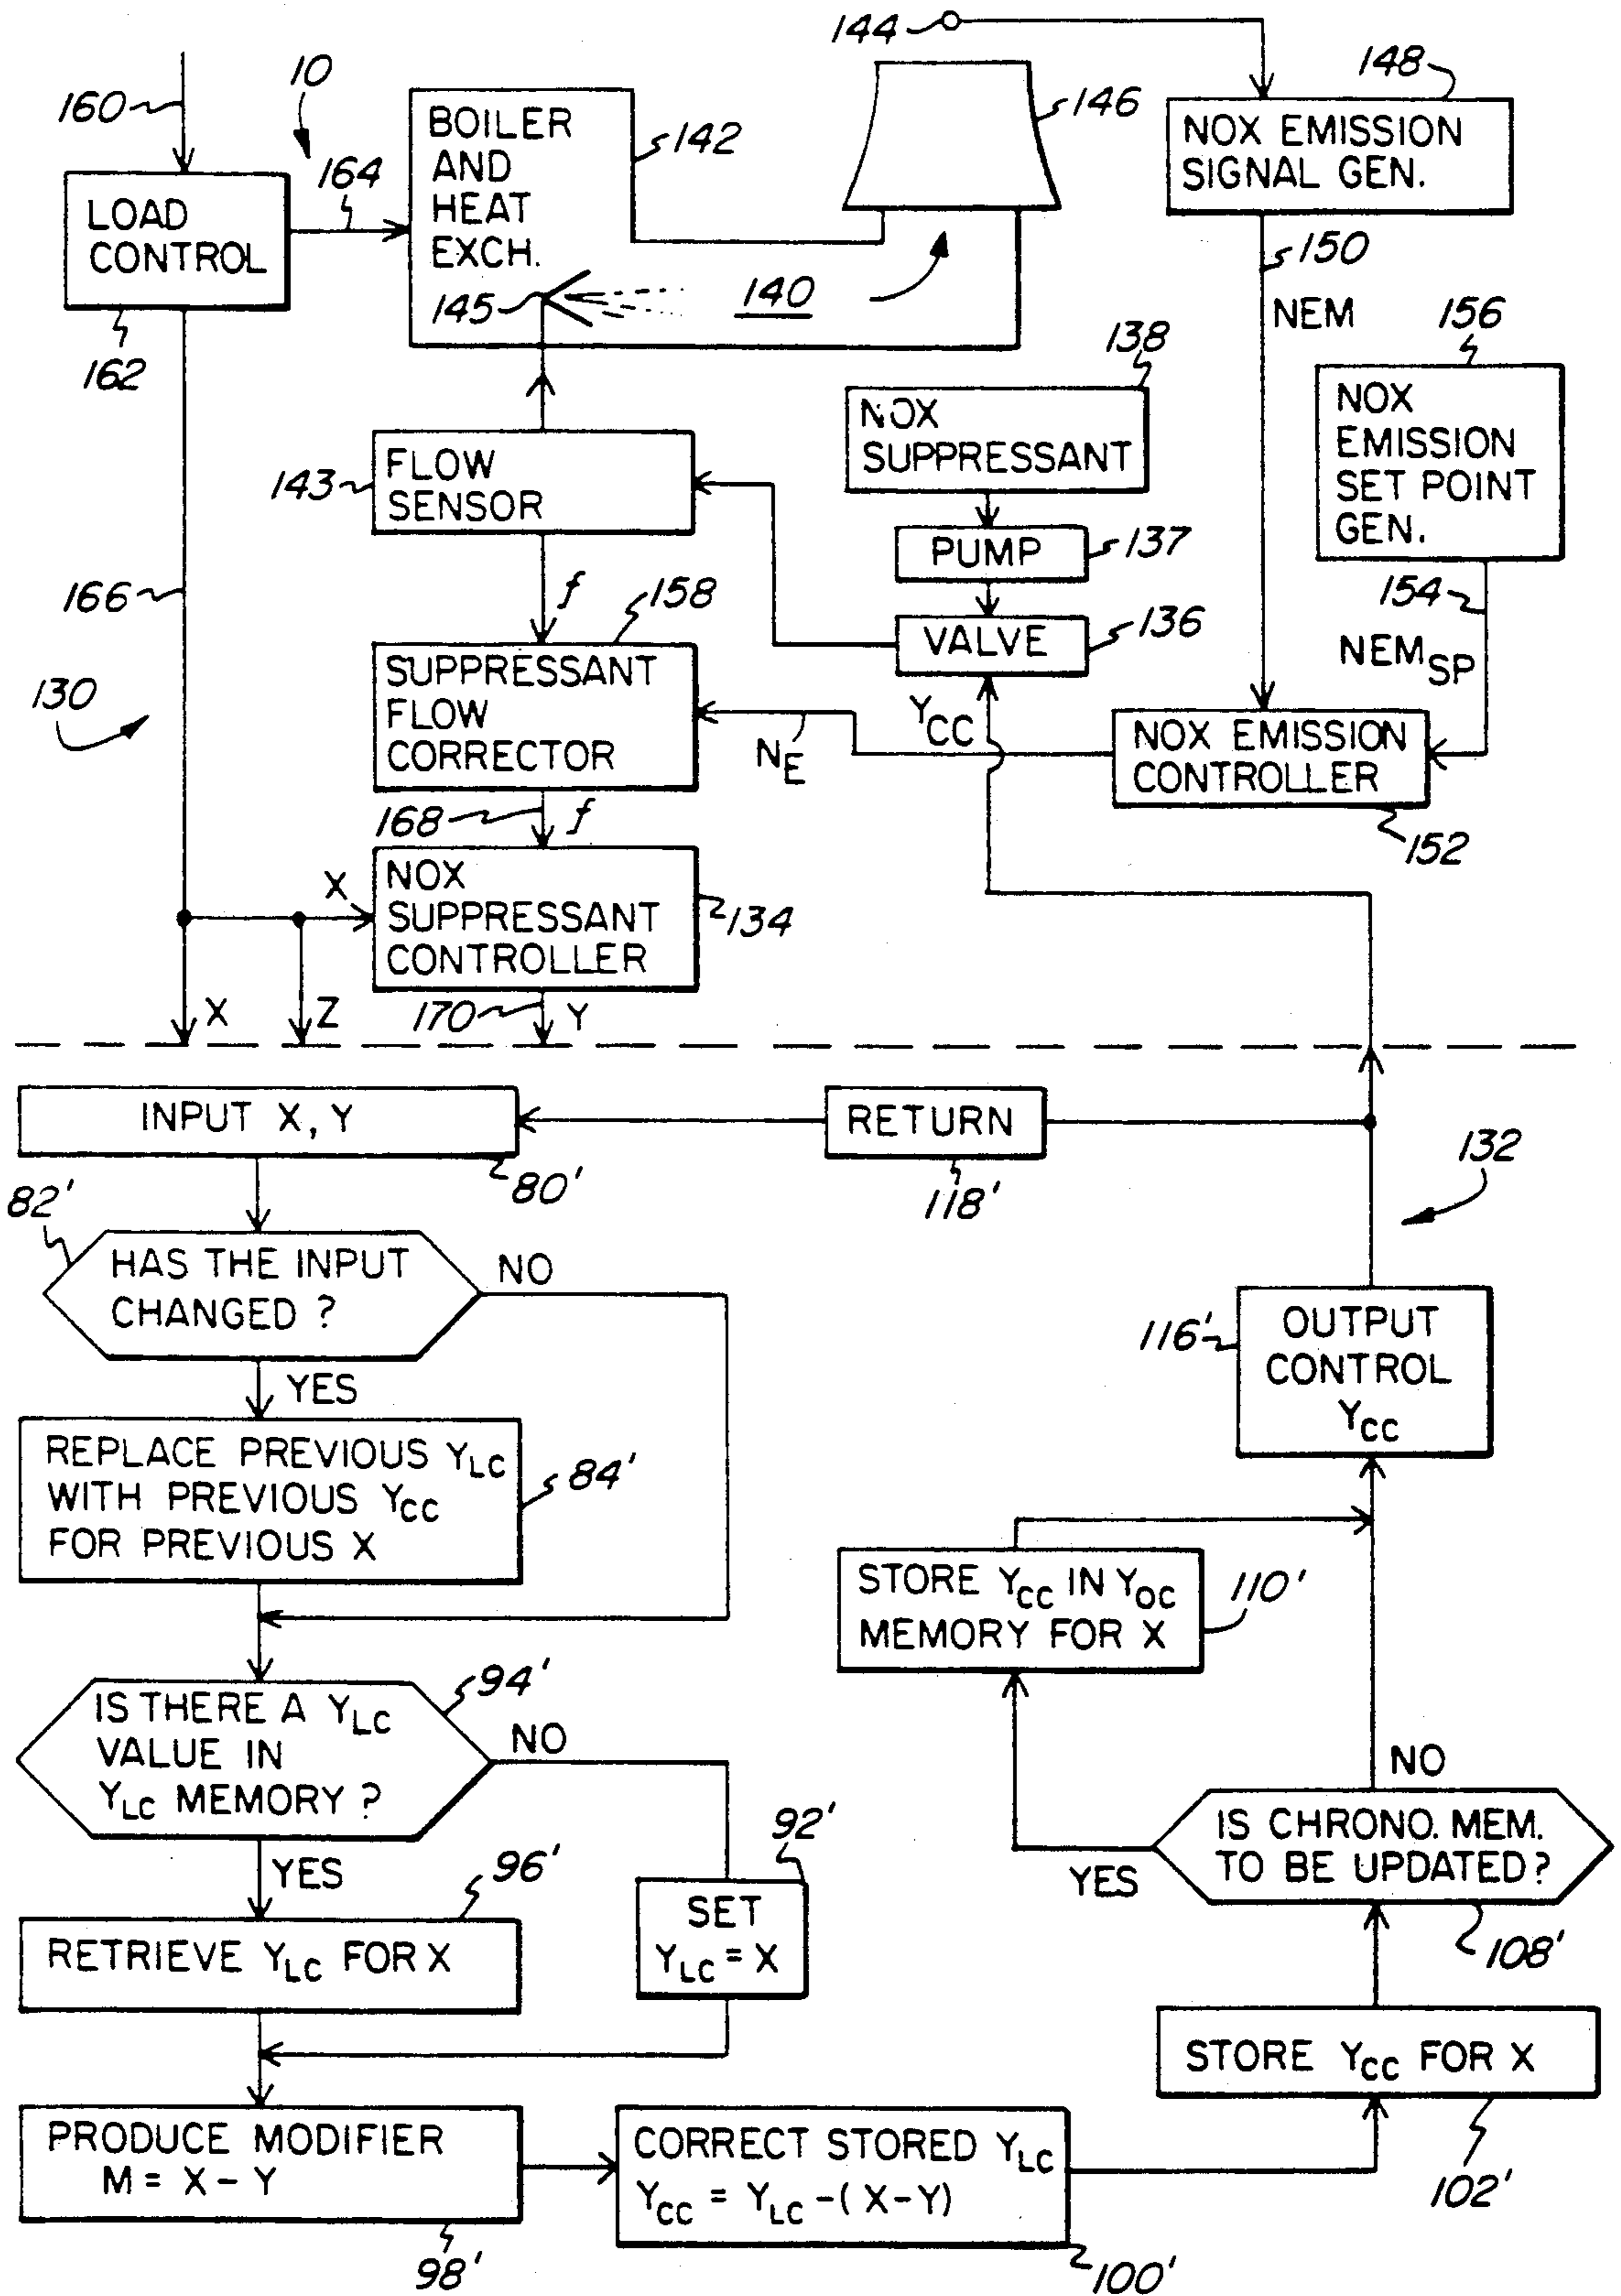 144
148
10
160
BOILER
AND
HEAT
EXCH.
142
146
NOX EMISSION
SIGNAL GEN.
164
LOAD
CONTROL
150
145
140
NEM
156
162
138
NOX
SUPPRESSANT
NOX
EMISSION
SET POINT
GEN.
143
FLOW
SENSOR
PUMP
137
166
f
158
154
VALVE
136
SUPPRESSANT
FLOW
CORRECTOR
NEMSP
130
YCC
NE
NOX EMISSION
CONTROLLER
168
f
152
X
NOX
SUPPRESSANT
CONTROLLER
134
X
Z
170
Y
INPUT X, Y
RETURN
132
82'
80'
118'
HAS THE INPUT
CHANGED ?
NO
116'
OUTPUT
CONTROL
YCC
YES
REPLACE PREVIOUS YLC
WITH PREVIOUS YCC
FOR PREVIOUS X
84'
STORE YCC IN YOC
MEMORY FOR X
110'
94'
IS THERE A YLC
VALUE IN
YLC MEMORY ?
NO
NO
92'
IS CHRONO. MEM.
TO BE UPDATED?
YES
YES
96'
SET
YLC = X
108'
RETRIEVE YLC FOR X
STORE YCC FOR X
PRODUCE MODIFIER
M = X - Y
CORRECT STORED YLC
YCC = YLC -( X-Y)
102'
98'
100'